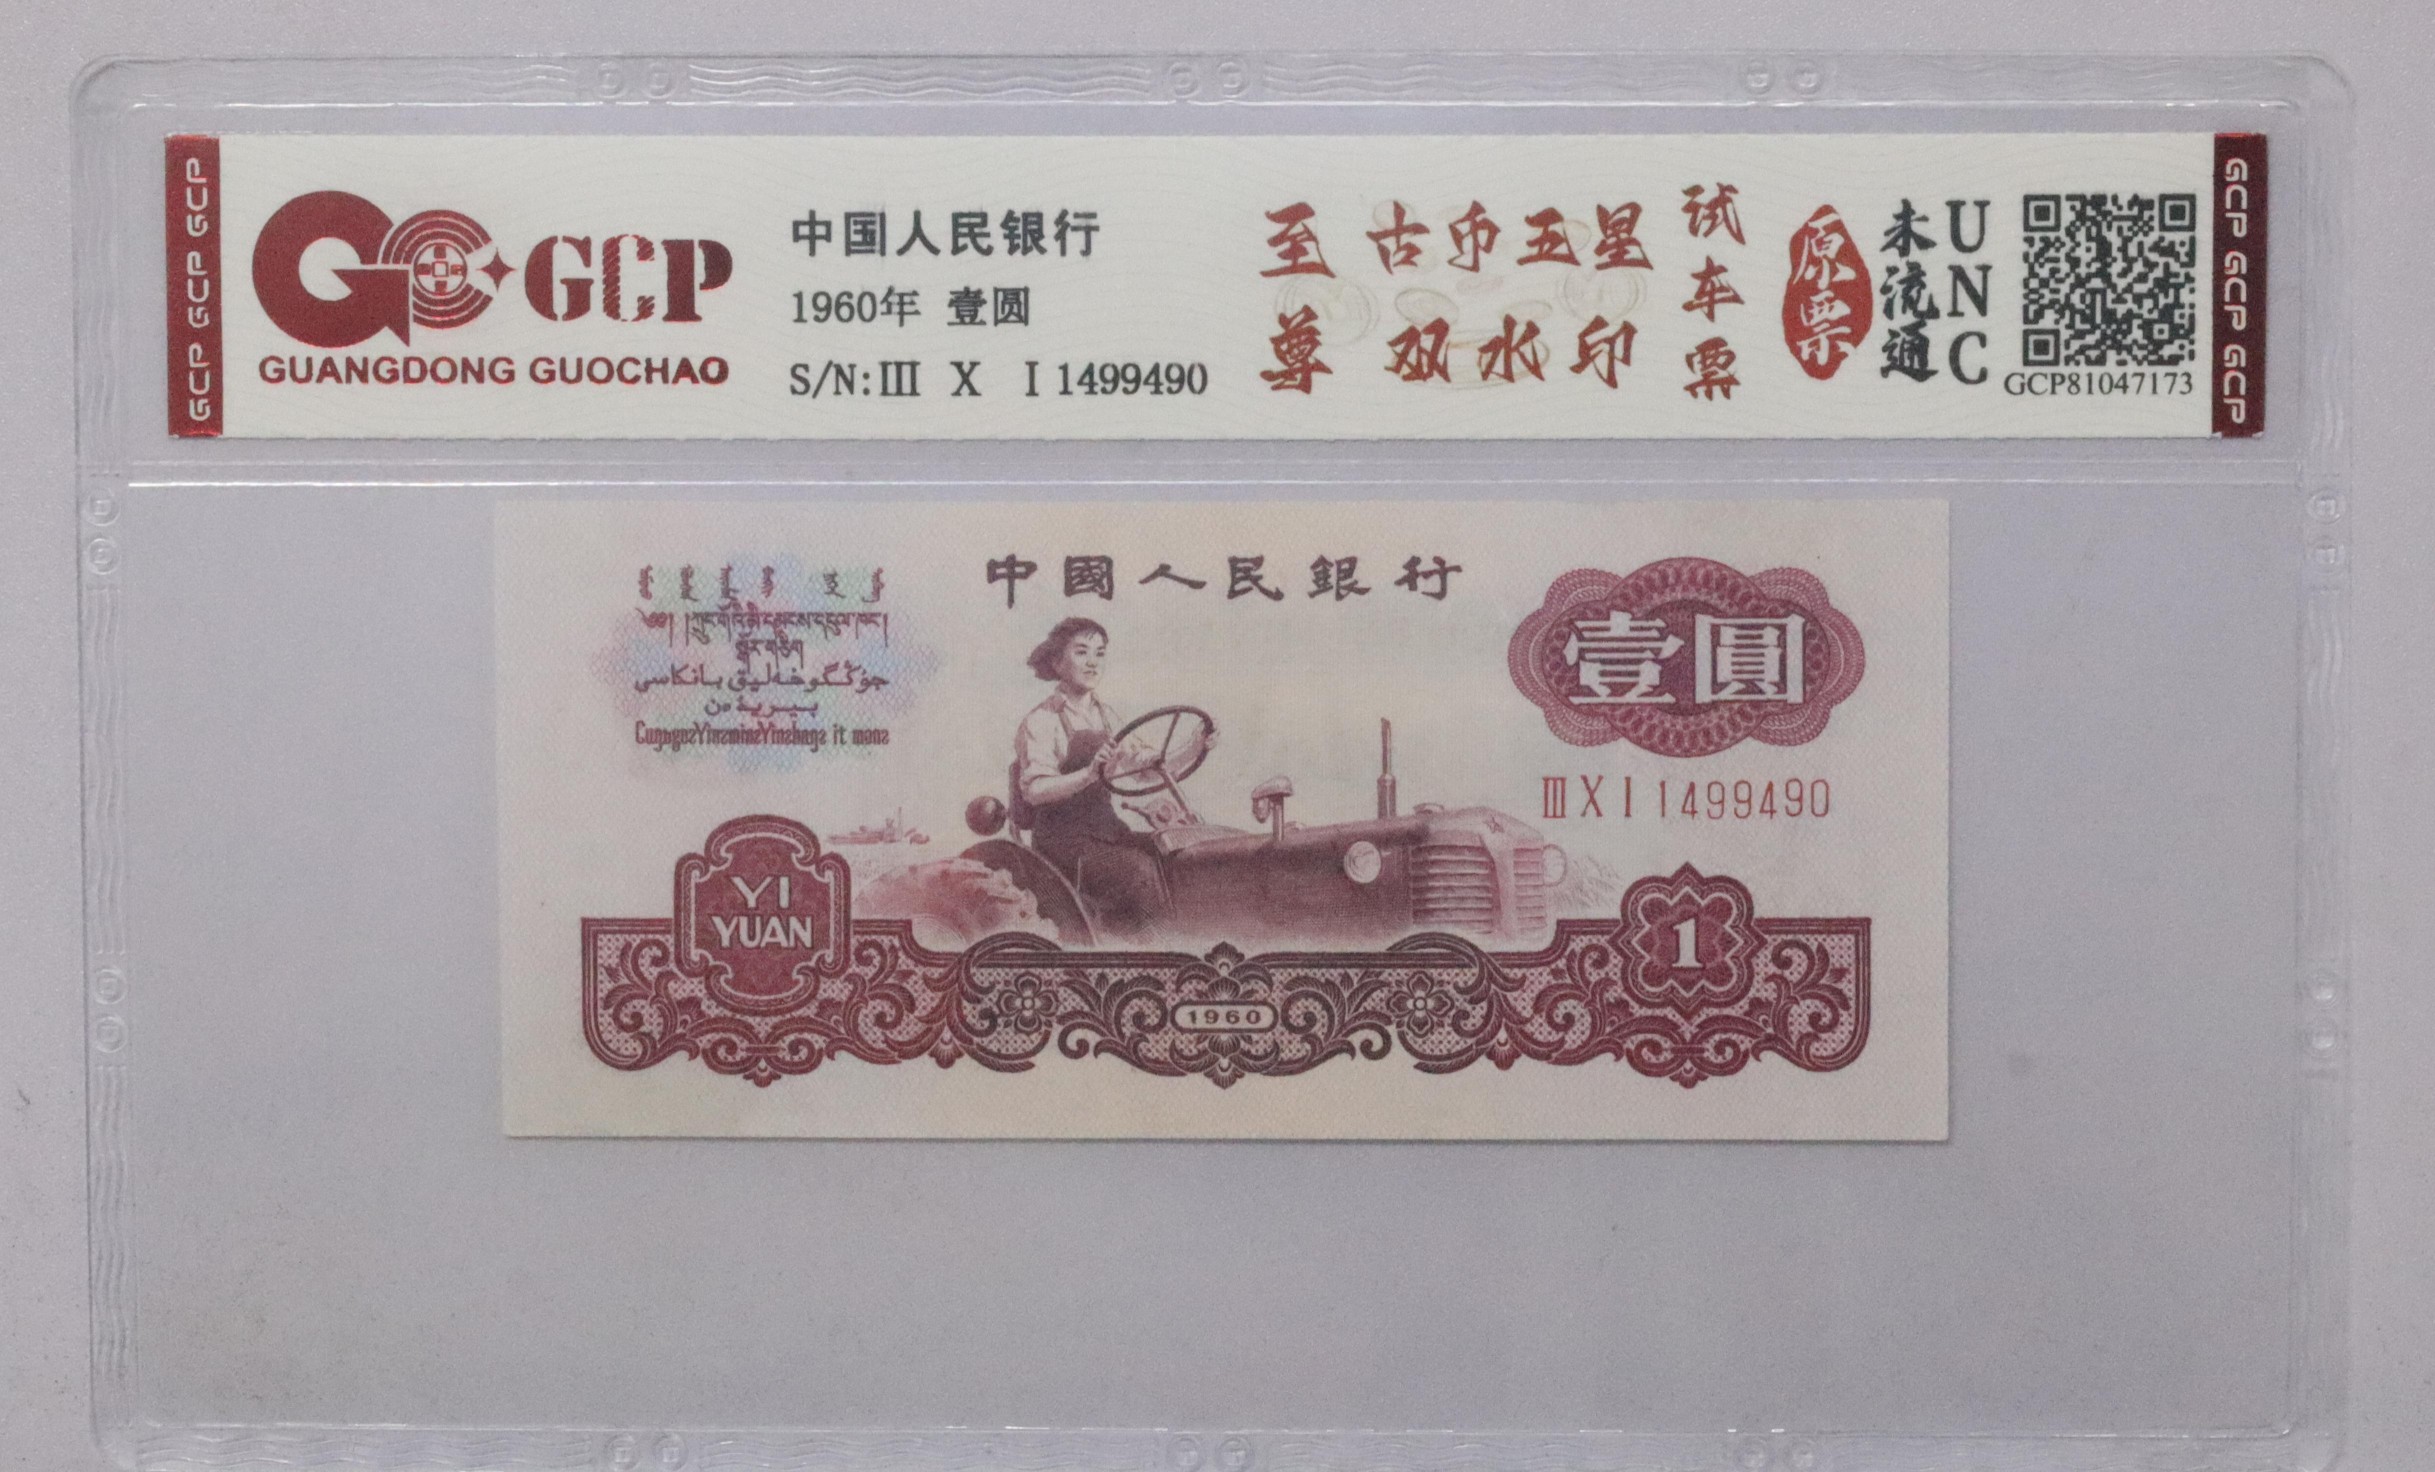 GCP GCP GCP
GCP
GUANGDONG GUOCHAO
中国人民银行
1960年 壹圆
S/N:Ⅲ X Ⅰ 1499490
至尊
古币五星
双水印
试车票
原票
未流通
UNC
GCP81047173
GCP GCP GCP
中國人民銀行
壹圓
ⅢⅩⅠ1499490
YI
YUAN
1960
1